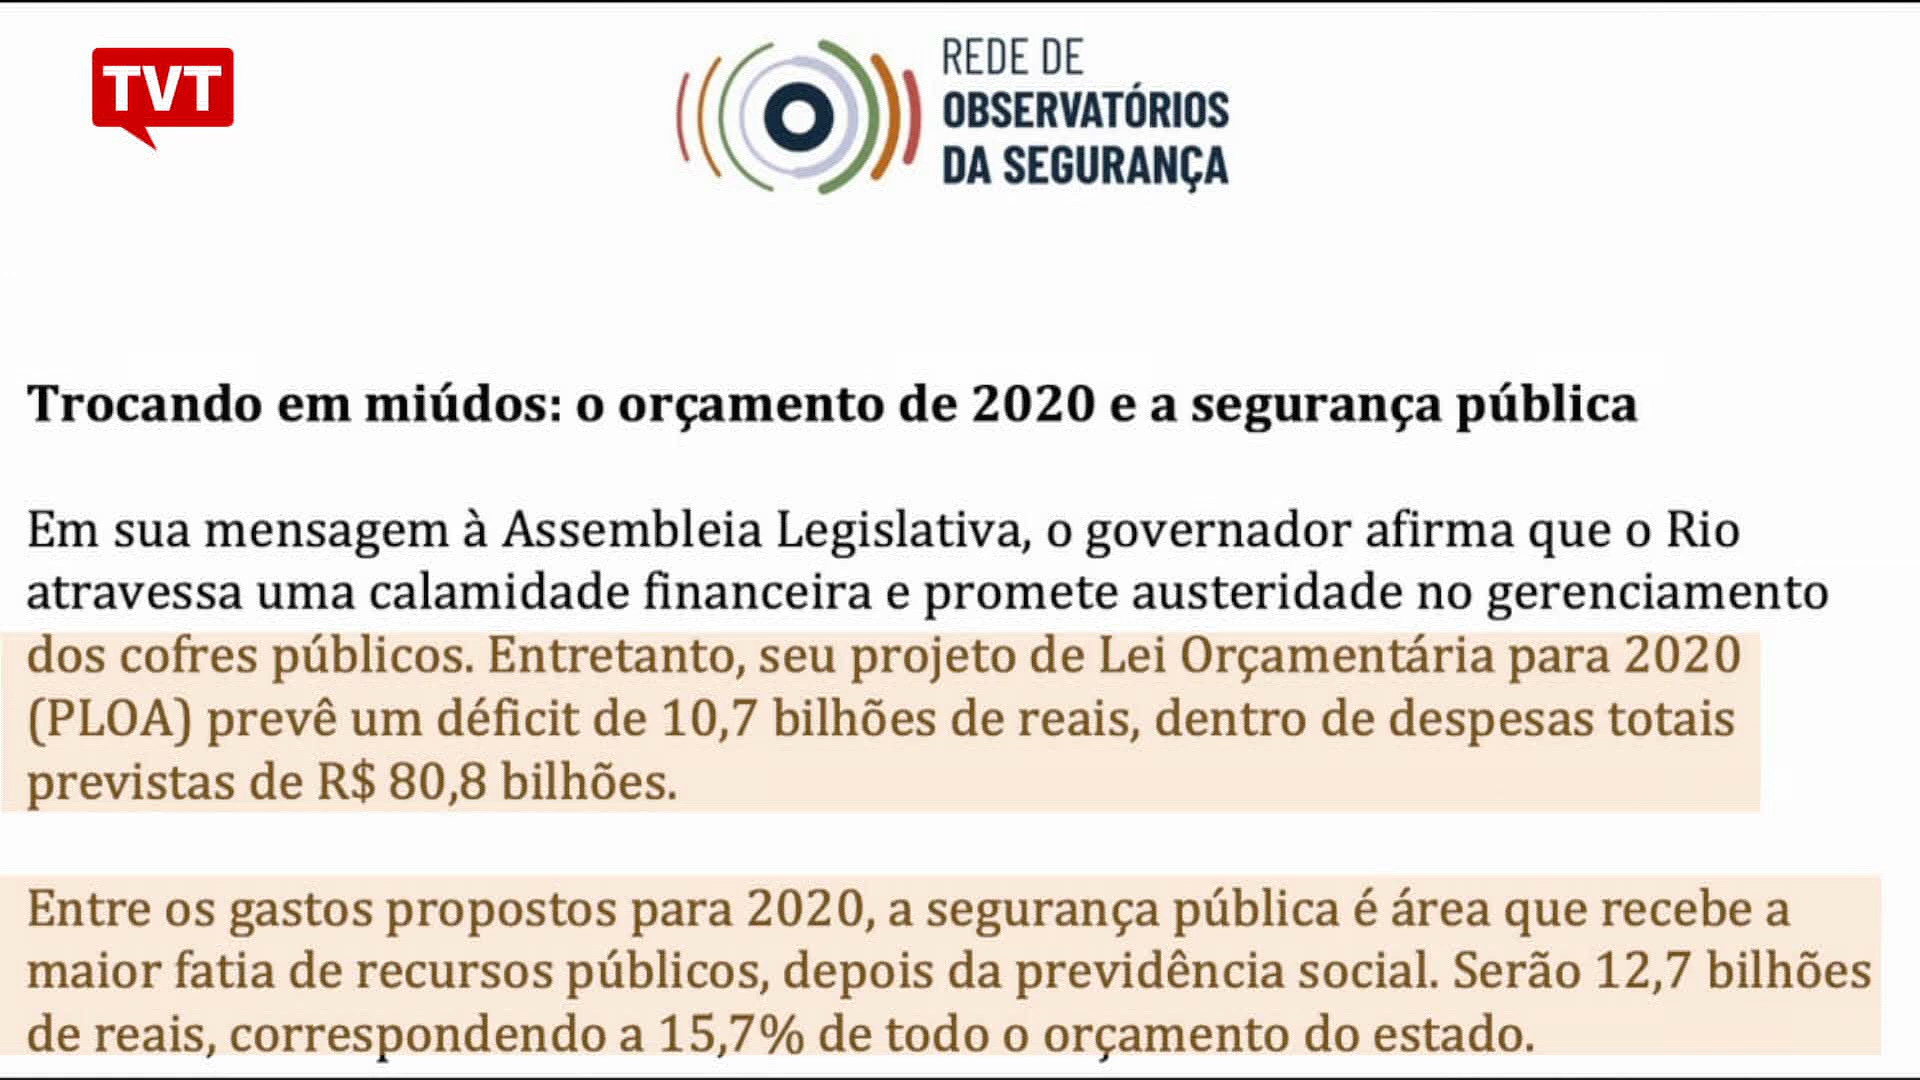 TVT
REDE DE
OBSERVATÓRIOS
DA SEGURANÇA
Trocando em miúdos: o orçamento de 2020 e a segurança pública
Em sua mensagem à Assembleia Legislativa, o governador afirma que o Rio
atravessa uma calamidade financeira e promete austeridade no gerenciamento
dos cofres públicos. Entretanto, seu projeto de Lei Orçamentária para 2020
(PLOA) prevê um déficit de 10,7 bilhões de reais, dentro de despesas totais
previstas de R$ 80,8 bilhões.
Entre os gastos propostos para 2020, a segurança pública é área que recebe a
maior fatia de recursos públicos, depois da previdência social. Serão 12,7 bilhões
de reais, correspondendo a 15,7% de todo o orçamento do estado.